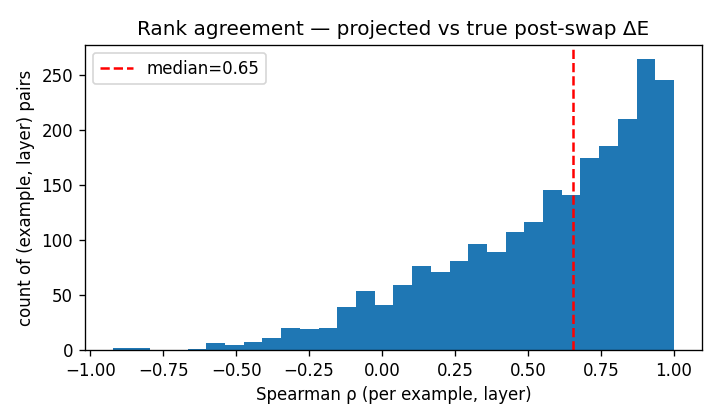 Rank agreement — projected vs true post-swap ΔE
median=0.65
count of (example, layer) pairs
250
200
150
100
50
0
−1.00 −0.75 −0.50 −0.25 0.00 0.25 0.50 0.75 1.00
Spearman ρ (per example, layer)